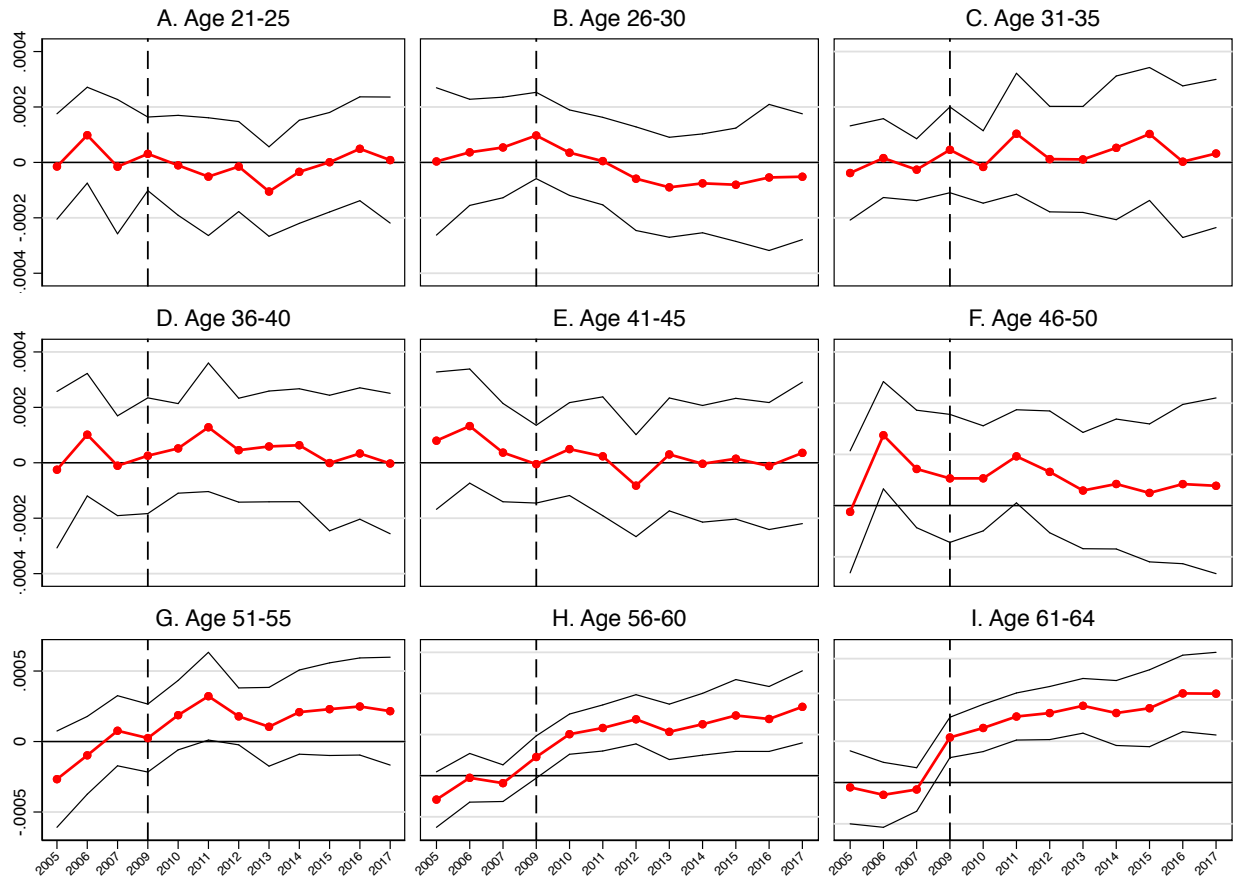 A. Age 21-25
B. Age 26-30
C. Age 31-35
.0004
.0002
0
-.0002
-.0004
D. Age 36-40
E. Age 41-45
F. Age 46-50
.0004
.0002
0
-.0002
-.0004
G. Age 51-55
H. Age 56-60
I. Age 61-64
.0005
0
-.0005
2005 2006 2007 2009 2010 2011 2012 2013 2014 2015 2016 2017
2005 2006 2007 2009 2010 2011 2012 2013 2014 2015 2016 2017
2005 2006 2007 2009 2010 2011 2012 2013 2014 2015 2016 2017